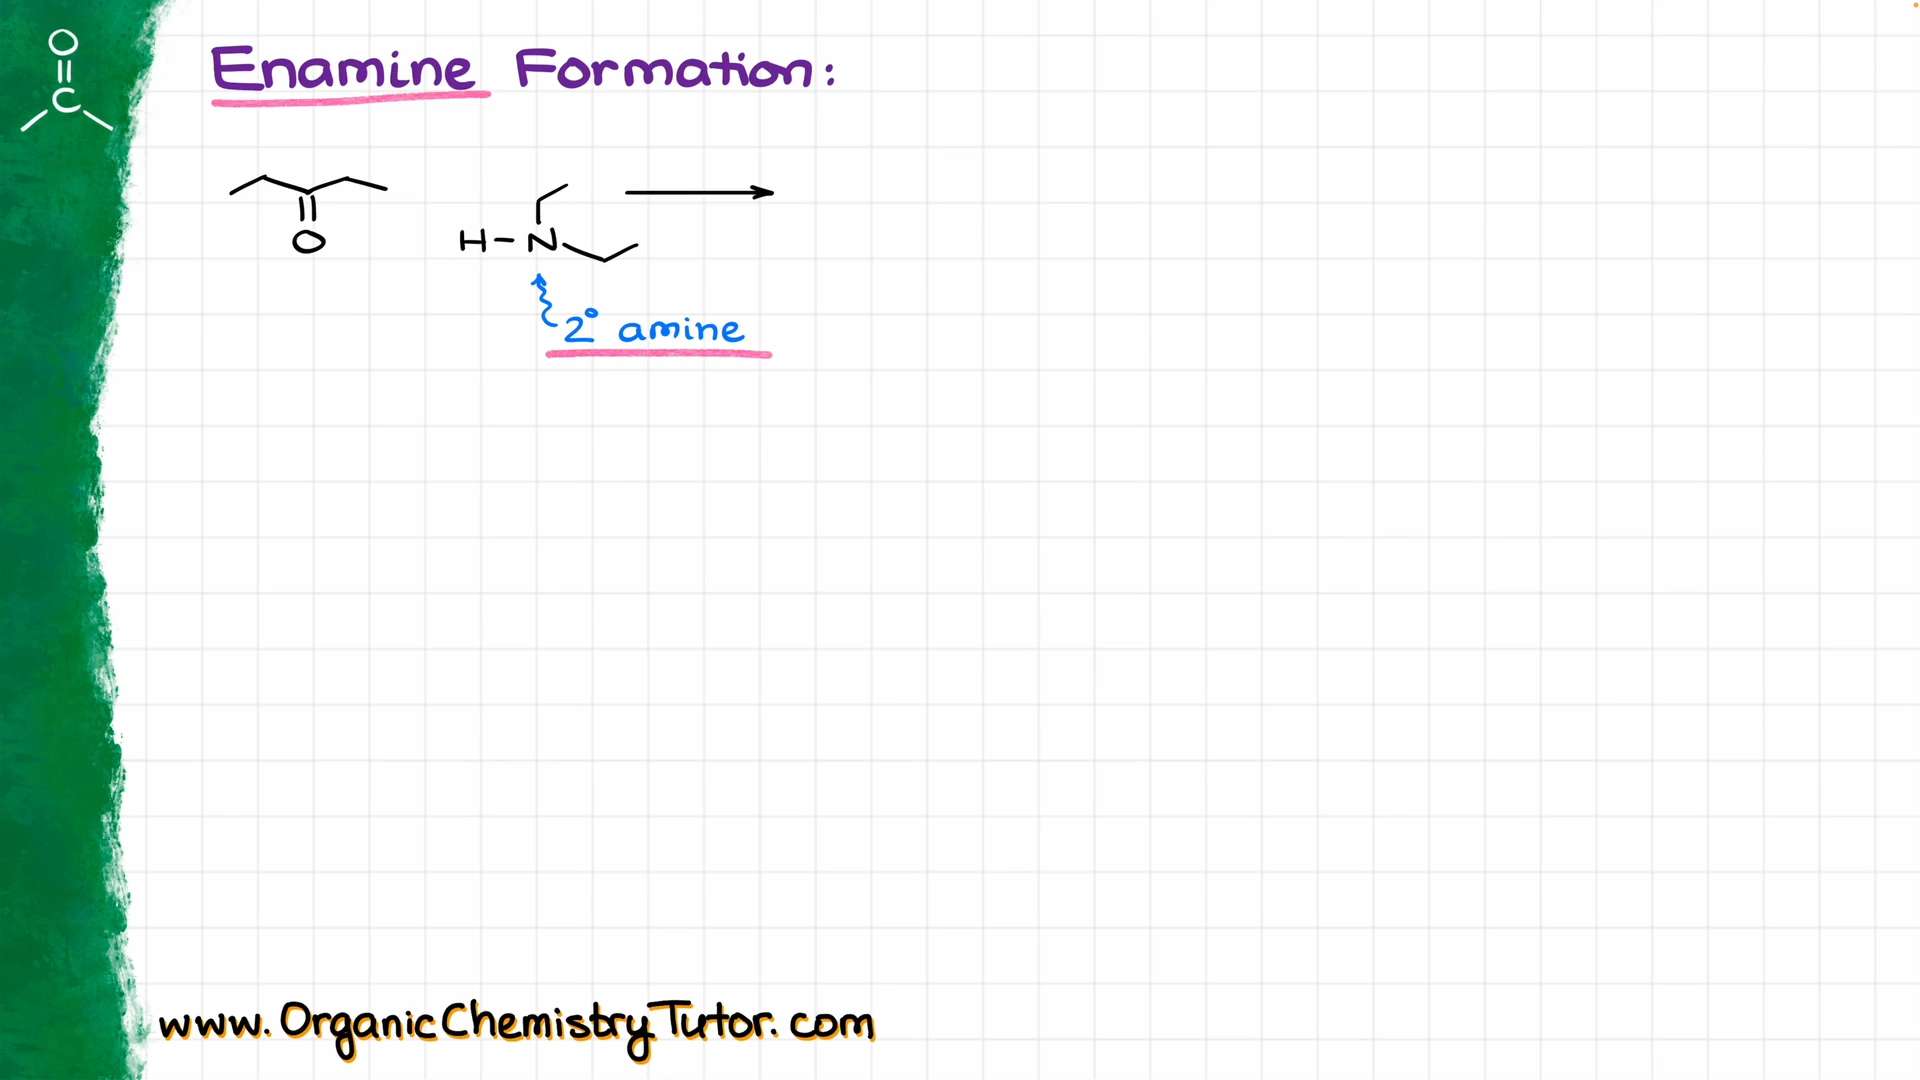 O
C
Enamine Formation:
O
H-N
2° amine
www.OrganicChemistryTutor.com